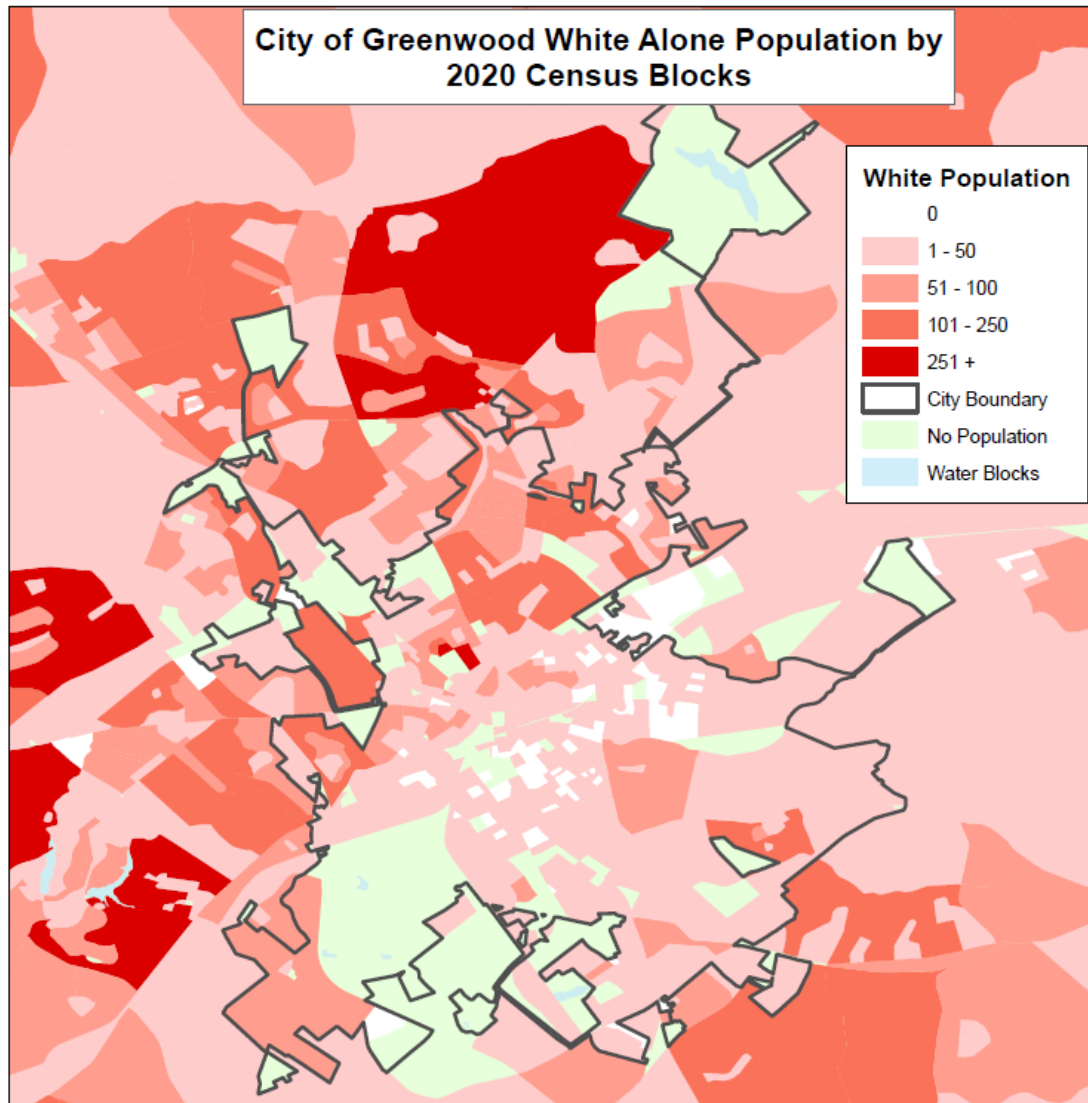 City of Greenwood White Alone Population by
2020 Census Blocks
White Population
0
1 - 50
51 - 100
101 - 250
251 +
City Boundary
No Population
Water Blocks